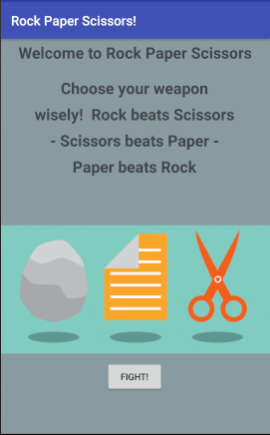 Rock Paper Scissors!
Welcome to Rock Paper Scissors
Choose your weapon
wisely!  Rock beats Scissors
- Scissors beats Paper -
Paper beats Rock
FIGHT!